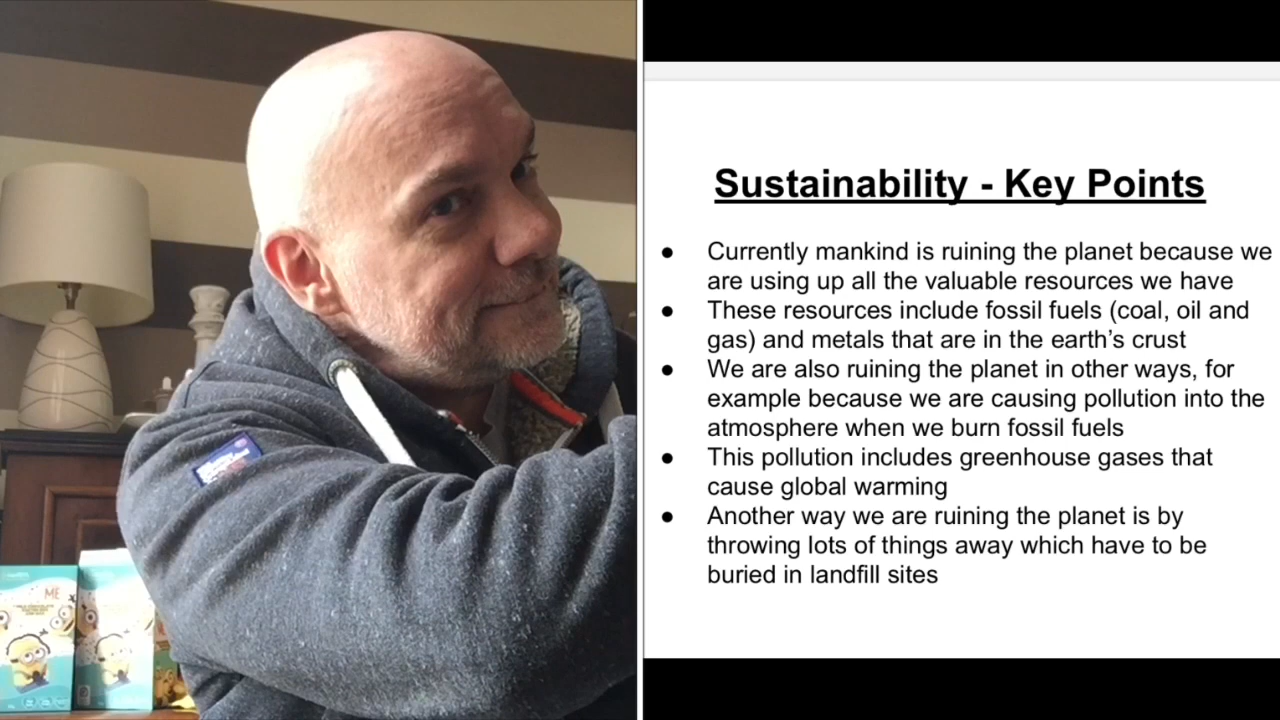 ME
Sustainability - Key Points
● Currently mankind is ruining the planet because we
are using up all the valuable resources we have
● These resources include fossil fuels (coal, oil and
gas) and metals that are in the earth’s crust
● We are also ruining the planet in other ways, for
example because we are causing pollution into the
atmosphere when we burn fossil fuels
● This pollution includes greenhouse gases that
cause global warming
● Another way we are ruining the planet is by
throwing lots of things away which have to be
buried in landfill sites